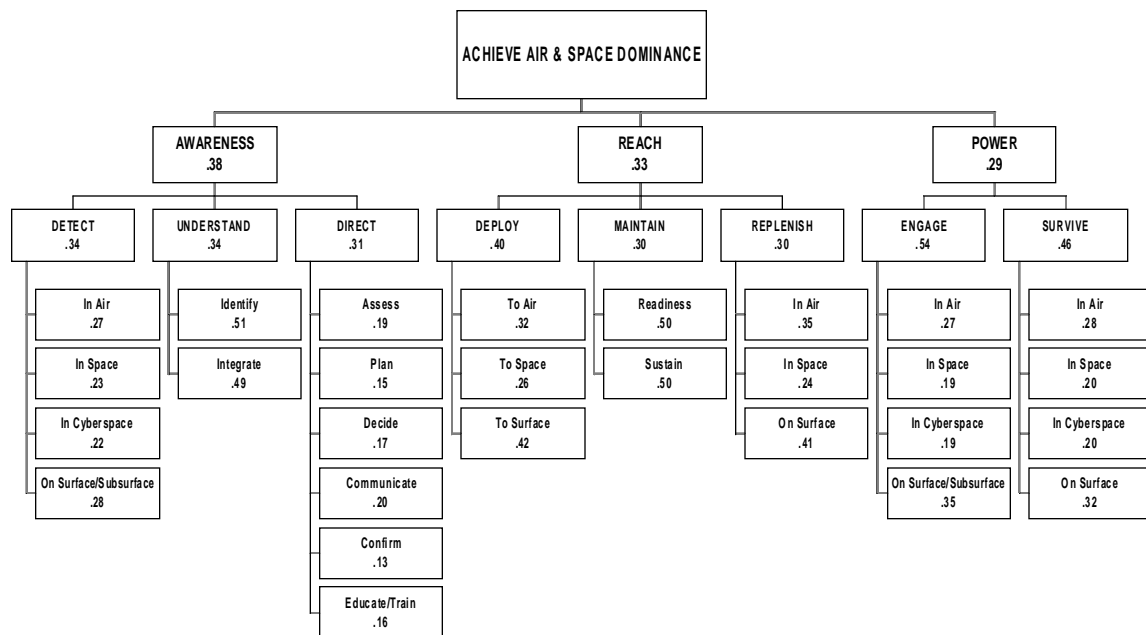 ACHIEVE AIR & SPACE DOMINANCE
AWARENESS
.38
REACH
.33
POWER
.29
DETECT
.34
UNDERSTAND
.34
DIRECT
.31
DEPLOY
.40
MAINTAIN
.30
REPLENISH
.30
ENGAGE
.54
SURVIVE
.46
In Air
.27
In Space
.23
In Cyberspace
.22
On Surface/Subsurface
.28
Identify
.51
Integrate
.49
Assess
.19
Plan
.15
Decide
.17
Communicate
.20
Confirm
.13
Educate/Train
.16
To Air
.32
To Space
.26
To Surface
.42
Readiness
.50
Sustain
.50
In Air
.35
In Space
.24
On Surface
.41
In Air
.27
In Space
.19
In Cyberspace
.19
On Surface/Subsurface
.35
In Air
.28
In Space
.20
In Cyberspace
.20
On Surface
.32